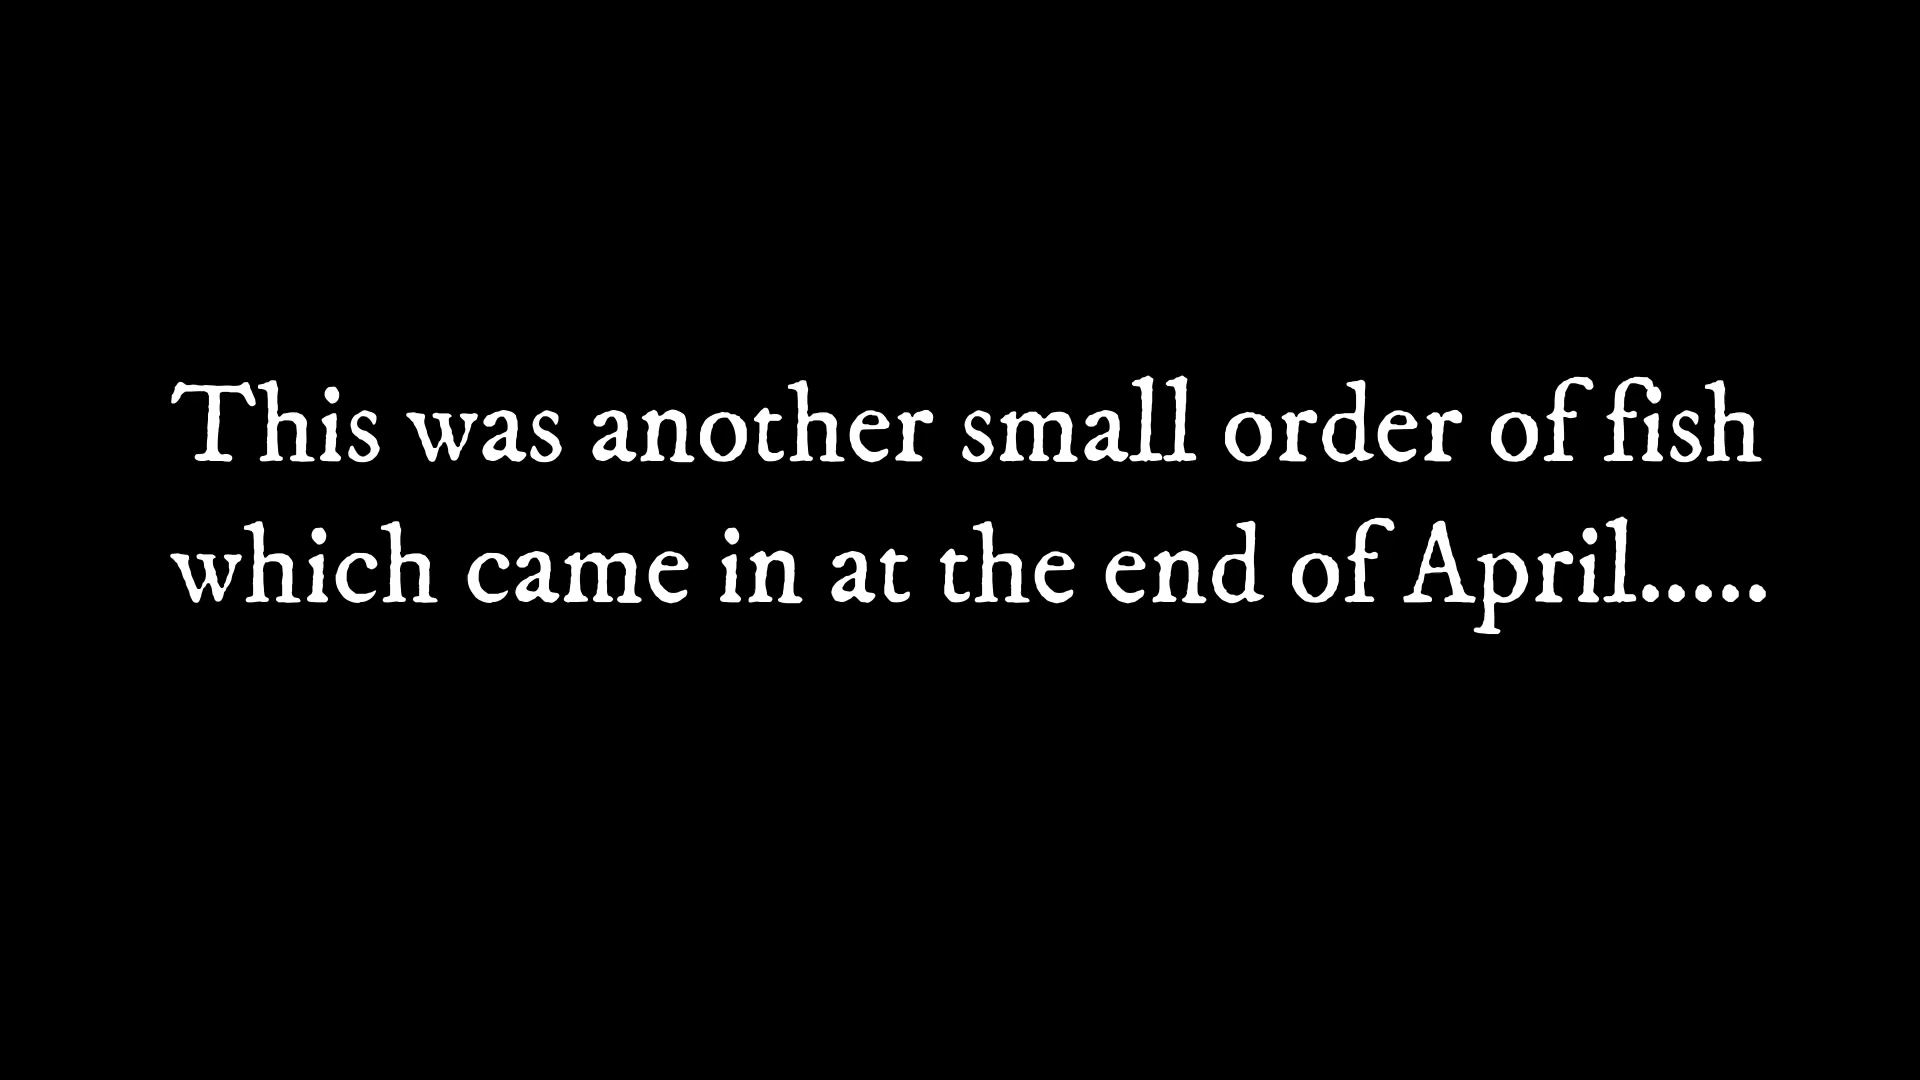 This was another small order of fish
which came in at the end of April.....